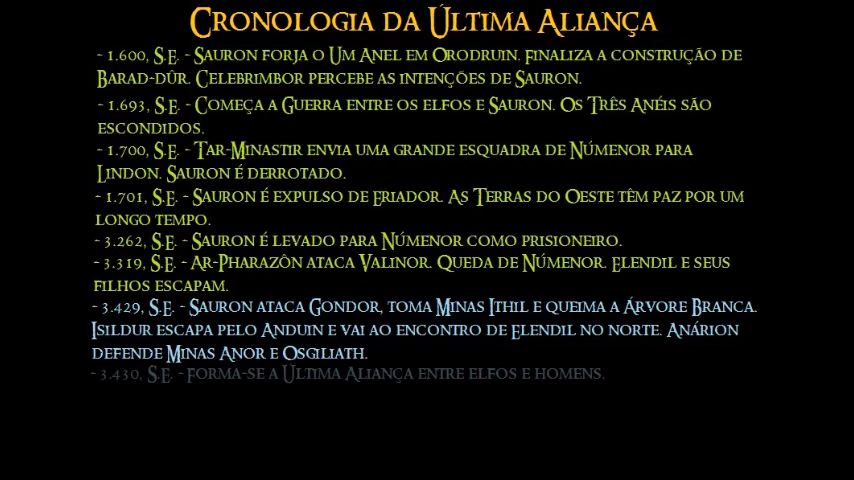 Cronologia da Última Aliança
- 1.600, S.E. - Sauron forja o Um Anel em Orodruin. Finaliza a construção de
Barad-dûr. Celebrimbor percebe as intenções de Sauron.
- 1.693, S.E. - Começa a Guerra entre os elfos e Sauron. Os Três Anéis são
escondidos.
- 1.700, S.E. - Tar-Minastir envia uma grande esquadra de Númenor para
Lindon. Sauron é derrotado.
- 1.701, S.E. - Sauron é expulso de Eriador. As Terras do Oeste têm paz por um
longo tempo.
- 3.262, S.E. - Sauron é levado para Númenor como prisioneiro.
- 3.319, S.E. - Ar-Pharazôn ataca Valinor. Queda de Númenor. Elendil e seus
filhos escapam.
- 3.429, S.E. - Sauron ataca Gondor, toma Minas Ithil e queima a Árvore Branca.
Isildur escapa pelo Anduin e vai ao encontro de Elendil no norte. Anárion
defende Minas Anor e Osgiliath.
- 3.430, S.E. - Forma-se a Última Aliança entre elfos e homens.